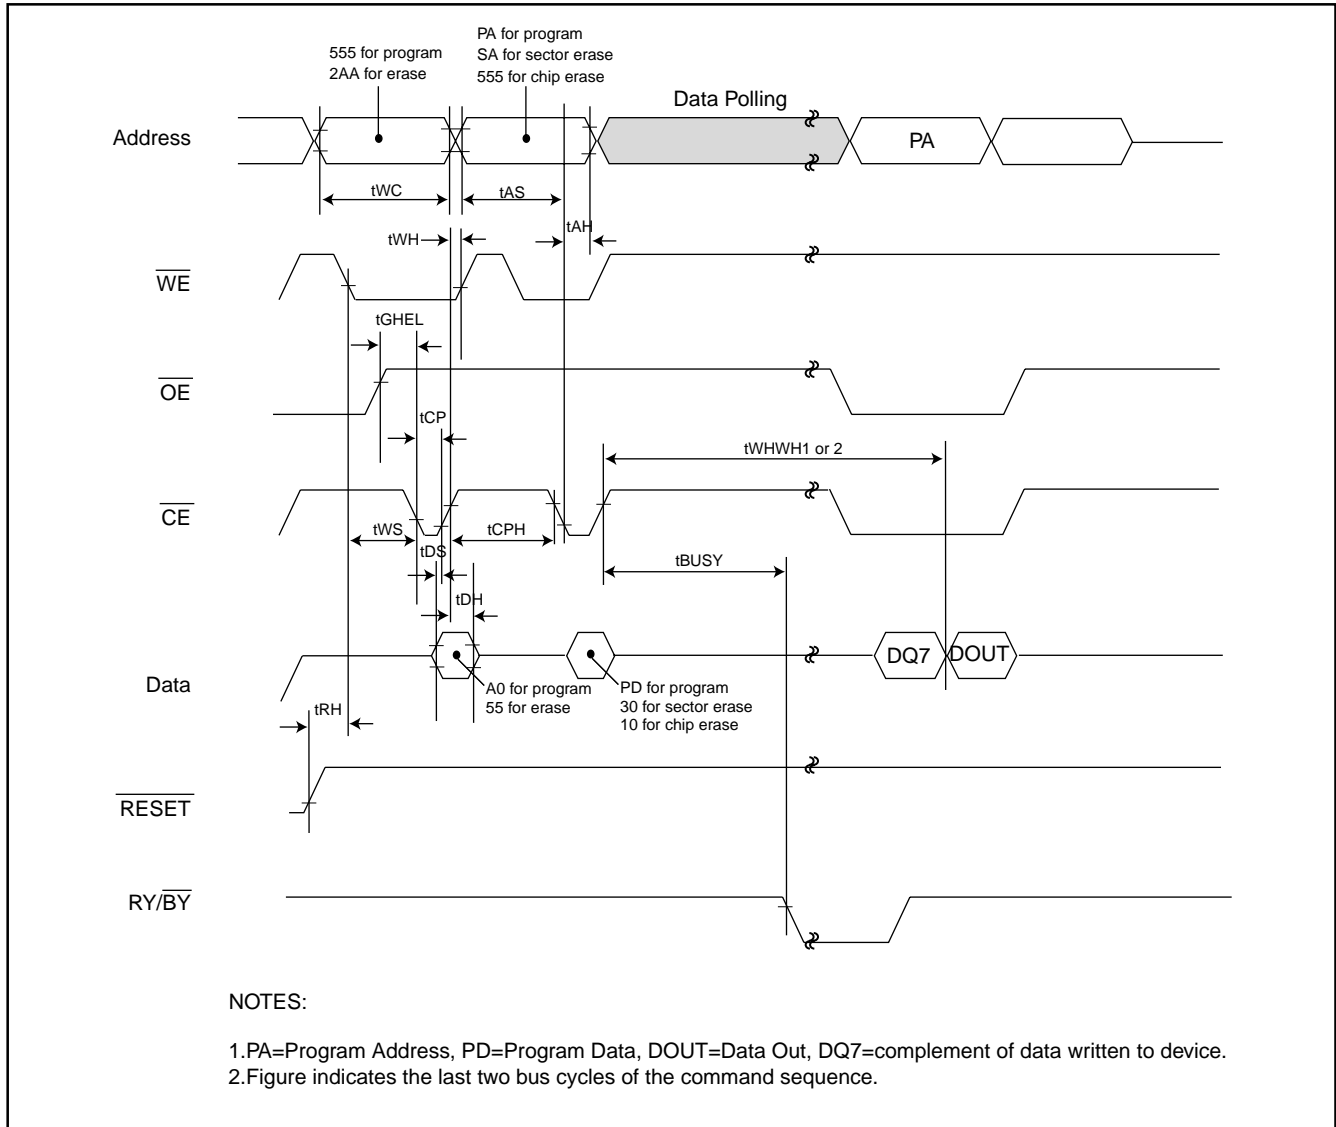 555 for program
2AA for erase
PA for program
SA for sector erase
555 for chip erase
Data Polling
Address
PA
tWC
tAS
tAH
tWH
WE
tGHEL
OE
tCP
tWHWH1 or 2
CE
tWS
tCPH
tDS
tBUSY
tDH
Data
DQ7
DOUT
A0 for program
55 for erase
PD for program
30 for sector erase
10 for chip erase
tRH
RESET
RY/BY
NOTES:
1.PA=Program Address, PD=Program Data, DOUT=Data Out, DQ7=complement of data written to device.
2.Figure indicates the last two bus cycles of the command sequence.